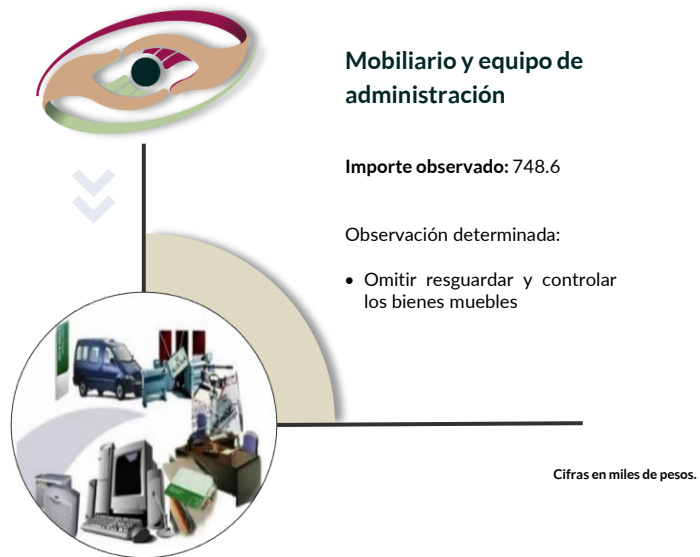 Mobiliario y equipo de
administración
Importe observado: 748.6
Observación determinada:
• Omitir resguardar y controlar
los bienes muebles
Cifras en miles de pesos.